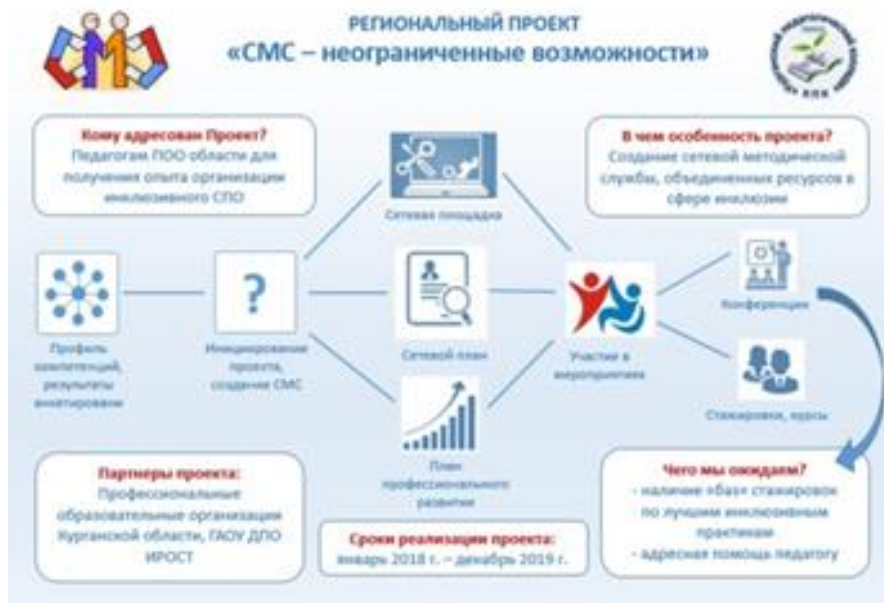 РЕГИОНАЛЬНЫЙ ПРОЕКТ
«СМС – неограниченные возможности»
Кому адресован Проект?
Педагогам ПОО области для
получения опыта организации
инклюзивного СПО
В чем особенность проекта?
Создание сетевой методической
службы, объединенных ресурсов в
сфере инклюзии
Сетевая площадка
Профиль
компетенций,
результаты
анкетировани
Инициирование
проекта,
создание СМС
Сетевой план
Участие в
мероприятиях
Конференции
Стажировки, курсы
План
профессионального
развития
Партнеры проекта:
Профессиональные
образовательные организации
Курганской области, ГАОУ ДПО
ИРОСТ
Сроки реализации проекта:
январь 2018 г. – декабрь 2019 г.
Чего мы ожидаем?
- наличие «баз» стажировок
по лучшим инклюзивным
практикам
- адресная помощь педагогу